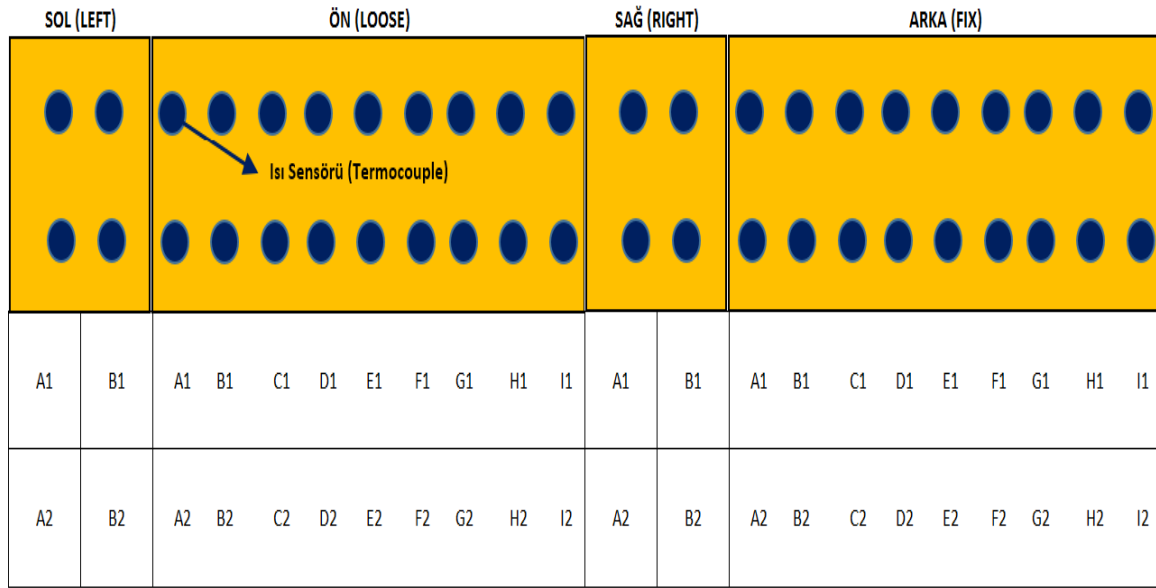 SOL (LEFT) ÖN (LOOSE) SAĞ (RIGHT) ARKA (FIX)
Isı Sensörü (Termocouple)
A1 B1 A1 B1 C1 D1 E1 F1 G1 H1 I1 A1 B1 A1 B1 C1 D1 E1 F1 G1 H1 I1
A2 B2 A2 B2 C2 D2 E2 F2 G2 H2 I2 A2 B2 A2 B2 C2 D2 E2 F2 G2 H2 I2